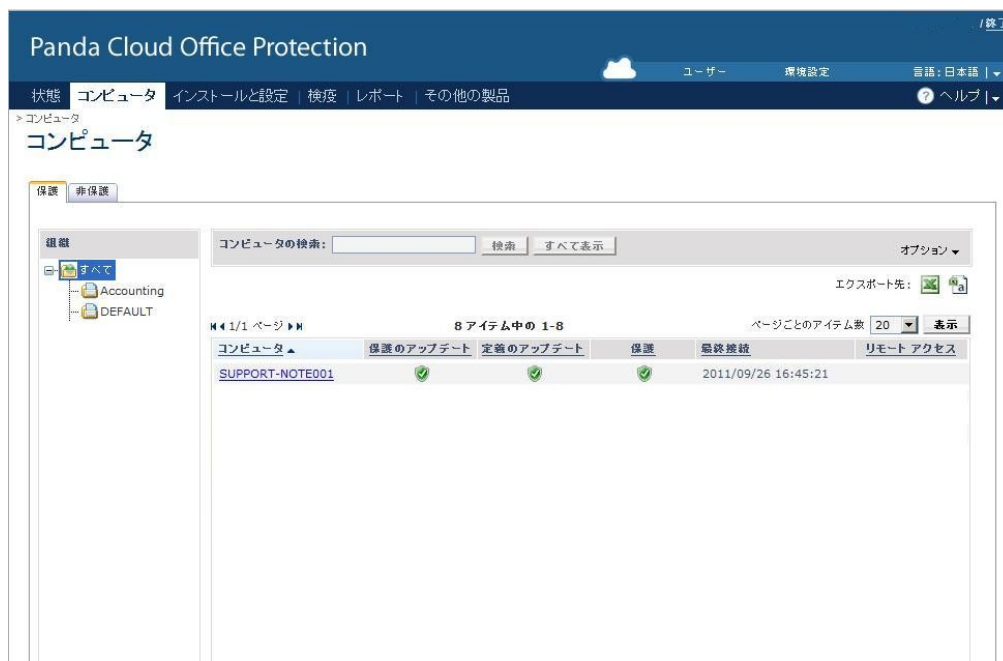 /終了
Panda Cloud Office Protection
ユーザー 環境設定 言語:日本語 |
状態 コンピュータ インストールと設定 | 検疫 | レポート | その他の製品 ? ヘルプ |
> コンピュータ
コンピュータ
保護 非保護
組織 コンピュータの検索: 検索 すべて表示 オプション
すべて
Accounting
DEFAULT
エクスポート先:
1/1 ページ 8 アイテム中の 1-8 ページごとのアイテム数 20 表示
コンピュータ 保護のアップデート 定義のアップデート 保護 最終接続 リモート アクセス
SUPPORT-NOTE001 2011/09/26 16:45:21